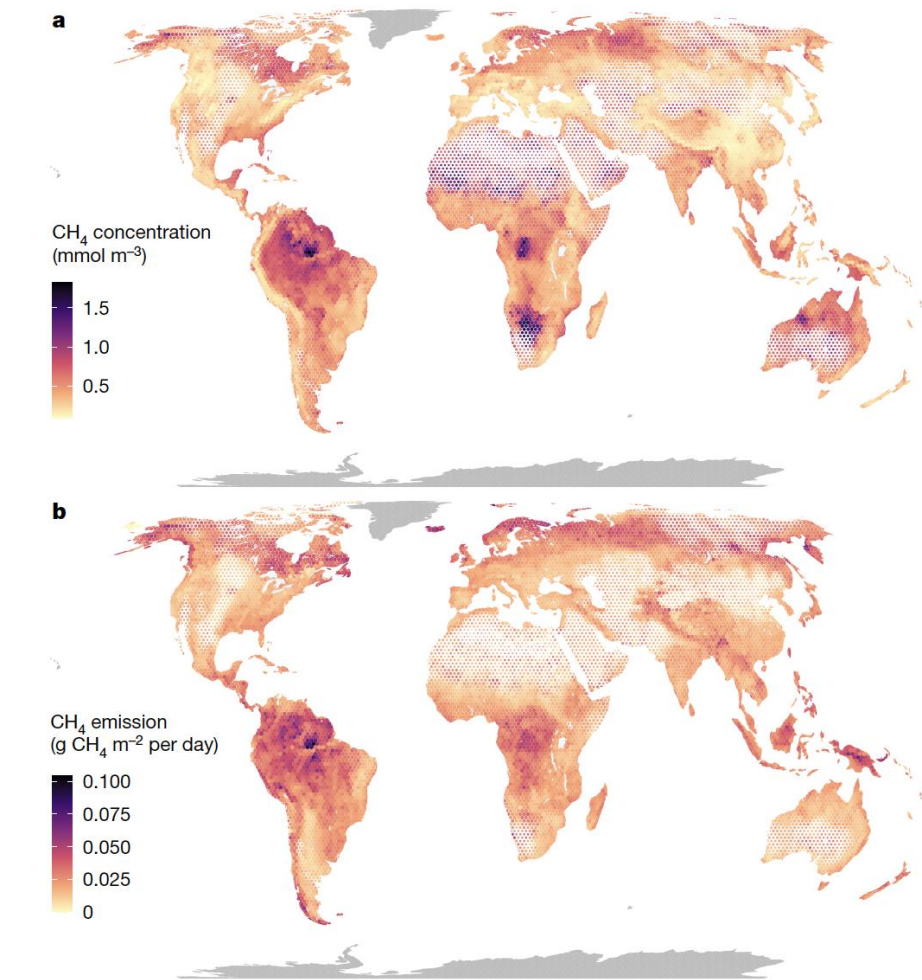 a
CH₄ concentration
(mmol m⁻³)
1.5
1.0
0.5
b
CH₄ emission
(g CH₄ m⁻² per day)
0.100
0.075
0.050
0.025
0